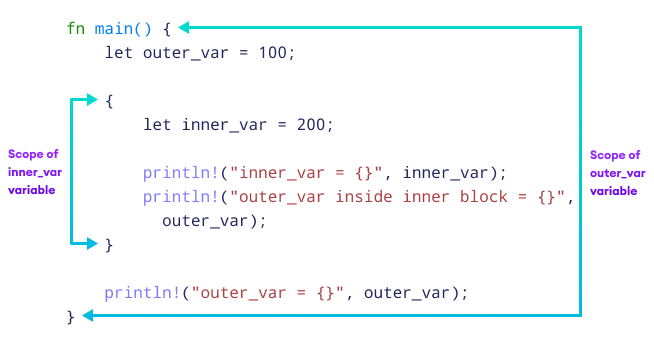 fn main() {
let outer_var = 100;
{
let inner_var = 200;
Scope of
inner_var
variable
println!("inner_var = {}", inner_var);
println!("outer_var inside inner block = {}",
outer_var);
}
println!("outer_var = {}", outer_var);
}
Scope of
outer_var
variable